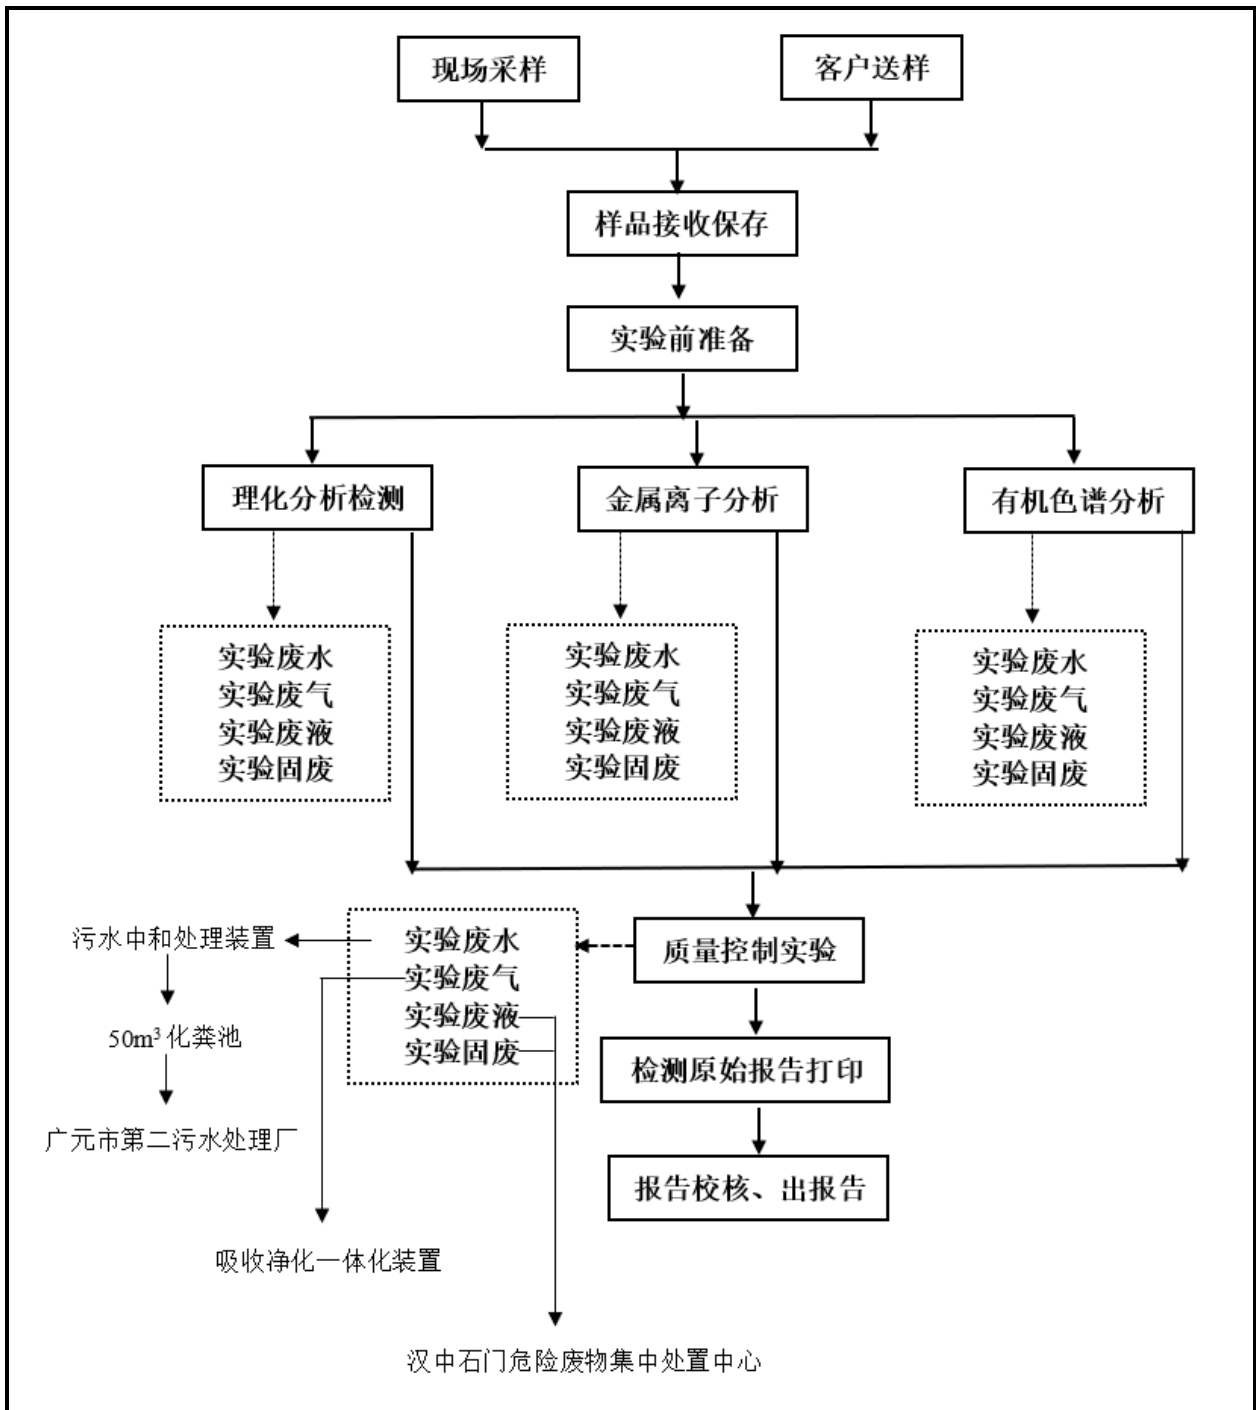 现场采样
客户送样
样品接收保存
实验前准备
理化分析检测
金属离子分析
有机色谱分析
实验废水
实验废气
实验废液
实验固废
实验废水
实验废气
实验废液
实验固废
实验废水
实验废气
实验废液
实验固废
污水中和处理装置
50m³化粪池
广元市第二污水处理厂
实验废水
实验废气
实验废液
实验固废
质量控制实验
检测原始报告打印
报告校核、出报告
吸收净化一体化装置
汉中石门危险废物集中处置中心